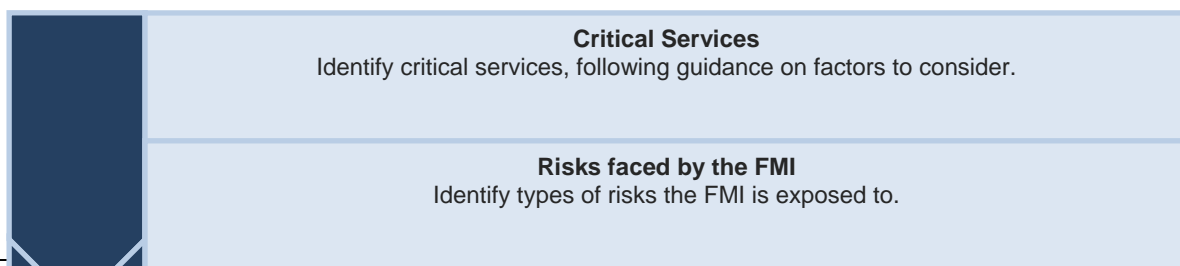 Critical Services
Identify critical services, following guidance on factors to consider.
Risks faced by the FMI
Identify types of risks the FMI is exposed to.